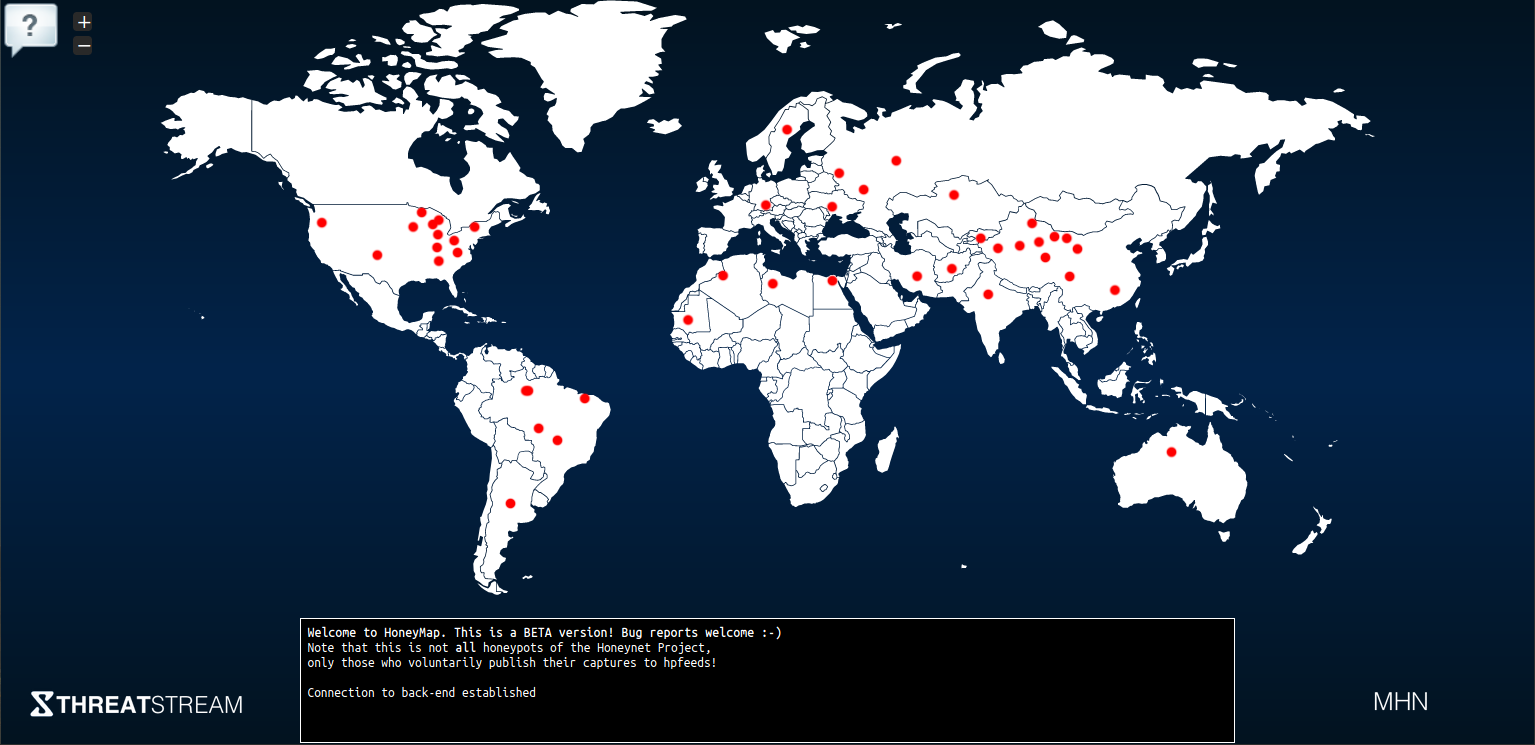 ?
+
−
Welcome to HoneyMap. This is a BETA version! Bug reports welcome :-)
Note that this is not all honeypots of the Honeynet Project,
only those who voluntarily publish their captures to hpfeeds!
Connection to back-end established
THREATSTREAM
MHN